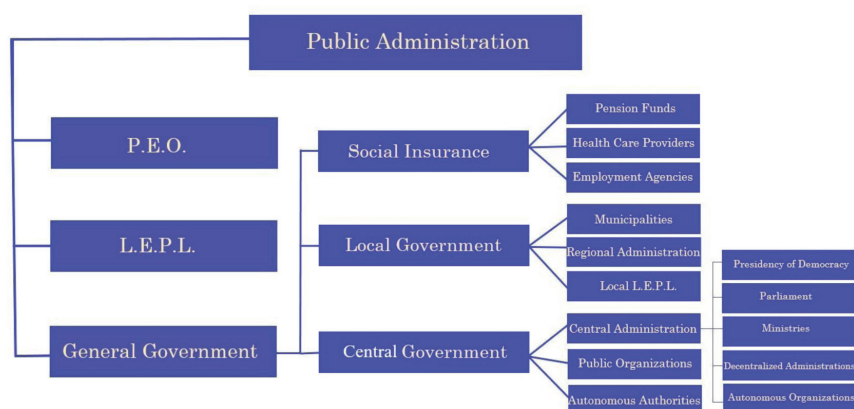 Public Administration
P.E.O.
L.E.P.L.
General Government
Social Insurance
Local Government
Central Government
Pension Funds
Health Care Providers
Employment Agencies
Municipalities
Regional Administration
Local L.E.P.L.
Central Administration
Public Organizations
Autonomous Authorities
Presidency of Democracy
Parliament
Ministries
Decentralized Administrations
Autonomous Organizations